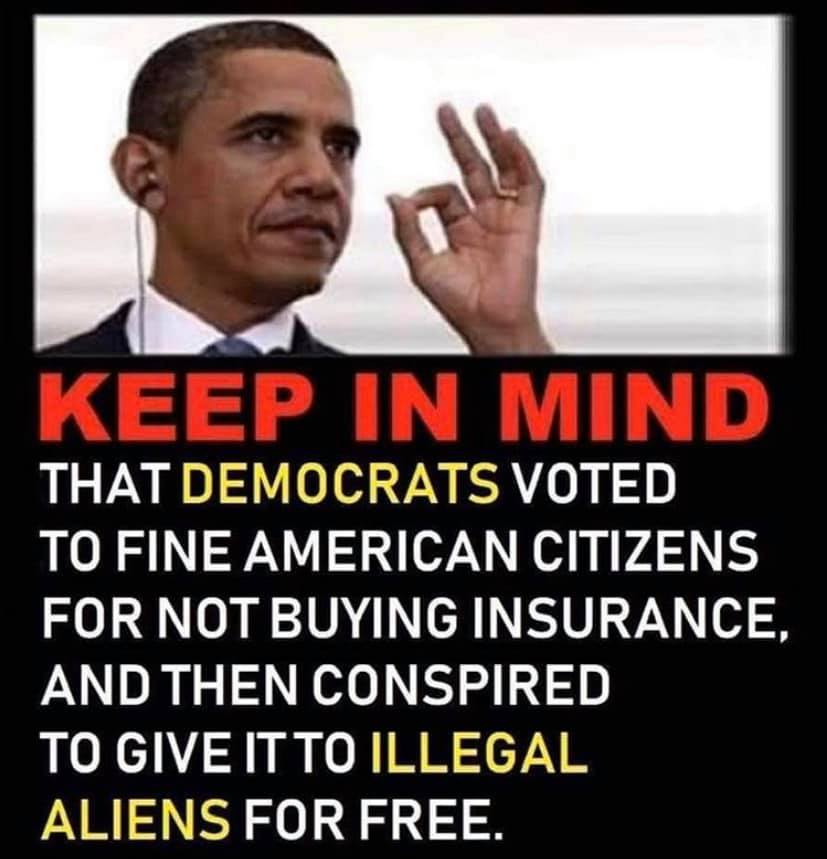 KEEP IN MIND
THAT DEMOCRATS VOTED
TO FINE AMERICAN CITIZENS
FOR NOT BUYING INSURANCE,
AND THEN CONSPIRED
TO GIVE IT TO ILLEGAL
ALIENS FOR FREE.